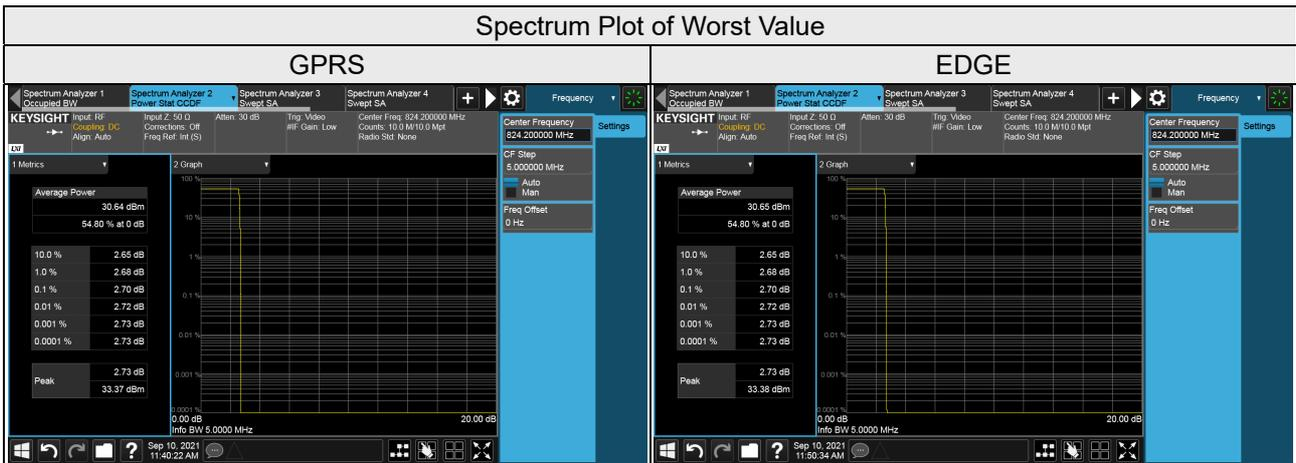 Spectrum Plot of Worst Value
GPRS
EDGE
Spectrum Analyzer 1
Occupied BW
Spectrum Analyzer 2
Power Stat CCDF
Spectrum Analyzer 3
Swept SA
Spectrum Analyzer 4
Swept SA
+
Frequency
KEYSIGHT
Input: RF
Coupling: DC
Align: Auto
Input Z: 50 Ω
Corrections: Off
Freq Ref: Int (S)
Atten: 30 dB
Trig: Video
#IF Gain: Low
Center Freq: 824.200000 MHz
Counts: 10.0 M/10.0 Mpt
Radio Std: None
LXI
Center Frequency
824.200000 MHz
Settings
CF Step
5.000000 MHz
Auto
Man
Freq Offset
0 Hz
1 Metrics
Average Power
30.64 dBm
54.80 % at 0 dB
10.0 % 2.65 dB
1.0 % 2.68 dB
0.1 % 2.70 dB
0.01 % 2.72 dB
0.001 % 2.73 dB
0.0001 % 2.73 dB
Peak
2.73 dB
33.37 dBm
2 Graph
100 %
10 %
1 %
0.1 %
0.01 %
0.001 %
0.0001 %
0.00 dB
20.00 dB
Info BW 5.0000 MHz
?
Sep 10, 2021
11:40:22 AM
Spectrum Analyzer 1
Occupied BW
Spectrum Analyzer 2
Power Stat CCDF
Spectrum Analyzer 3
Swept SA
Spectrum Analyzer 4
Swept SA
+
Frequency
KEYSIGHT
Input: RF
Coupling: DC
Align: Auto
Input Z: 50 Ω
Corrections: Off
Freq Ref: Int (S)
Atten: 30 dB
Trig: Video
#IF Gain: Low
Center Freq: 824.200000 MHz
Counts: 10.0 M/10.0 Mpt
Radio Std: None
LXI
Center Frequency
824.200000 MHz
Settings
CF Step
5.000000 MHz
Auto
Man
Freq Offset
0 Hz
1 Metrics
Average Power
30.65 dBm
54.80 % at 0 dB
10.0 % 2.65 dB
1.0 % 2.68 dB
0.1 % 2.70 dB
0.01 % 2.72 dB
0.001 % 2.73 dB
0.0001 % 2.73 dB
Peak
2.73 dB
33.38 dBm
2 Graph
100 %
10 %
1 %
0.1 %
0.01 %
0.001 %
0.0001 %
0.00 dB
20.00 dB
Info BW 5.0000 MHz
?
Sep 10, 2021
11:50:34 AM